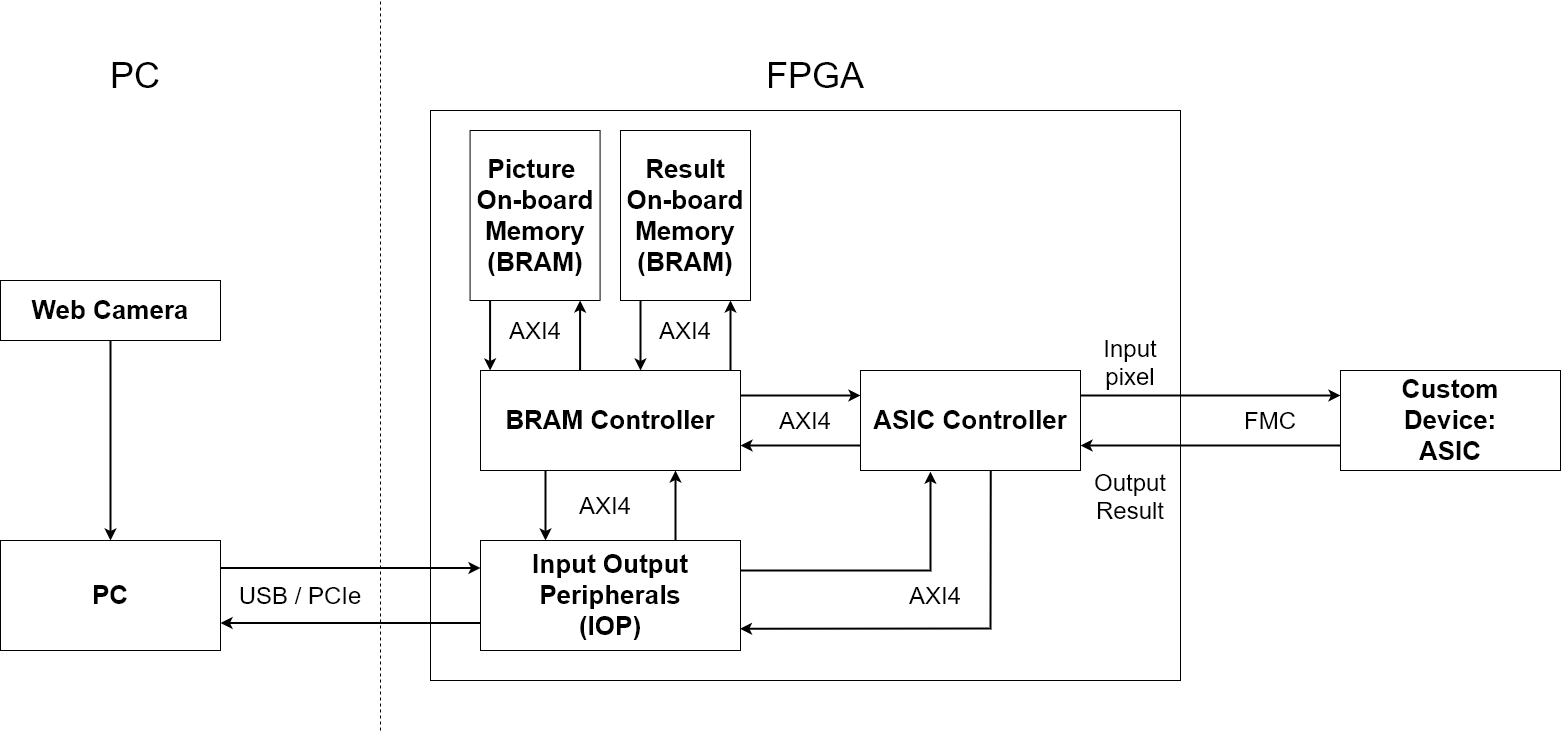 PC
FPGA
Picture
On-board
Memory
(BRAM)
Result
On-board
Memory
(BRAM)
Web Camera
AXI4
AXI4
Input
pixel
BRAM Controller
AXI4
ASIC Controller
FMC
Custom
Device:
ASIC
Output
Result
AXI4
PC
USB / PCIe
Input Output
Peripherals
(IOP)
AXI4